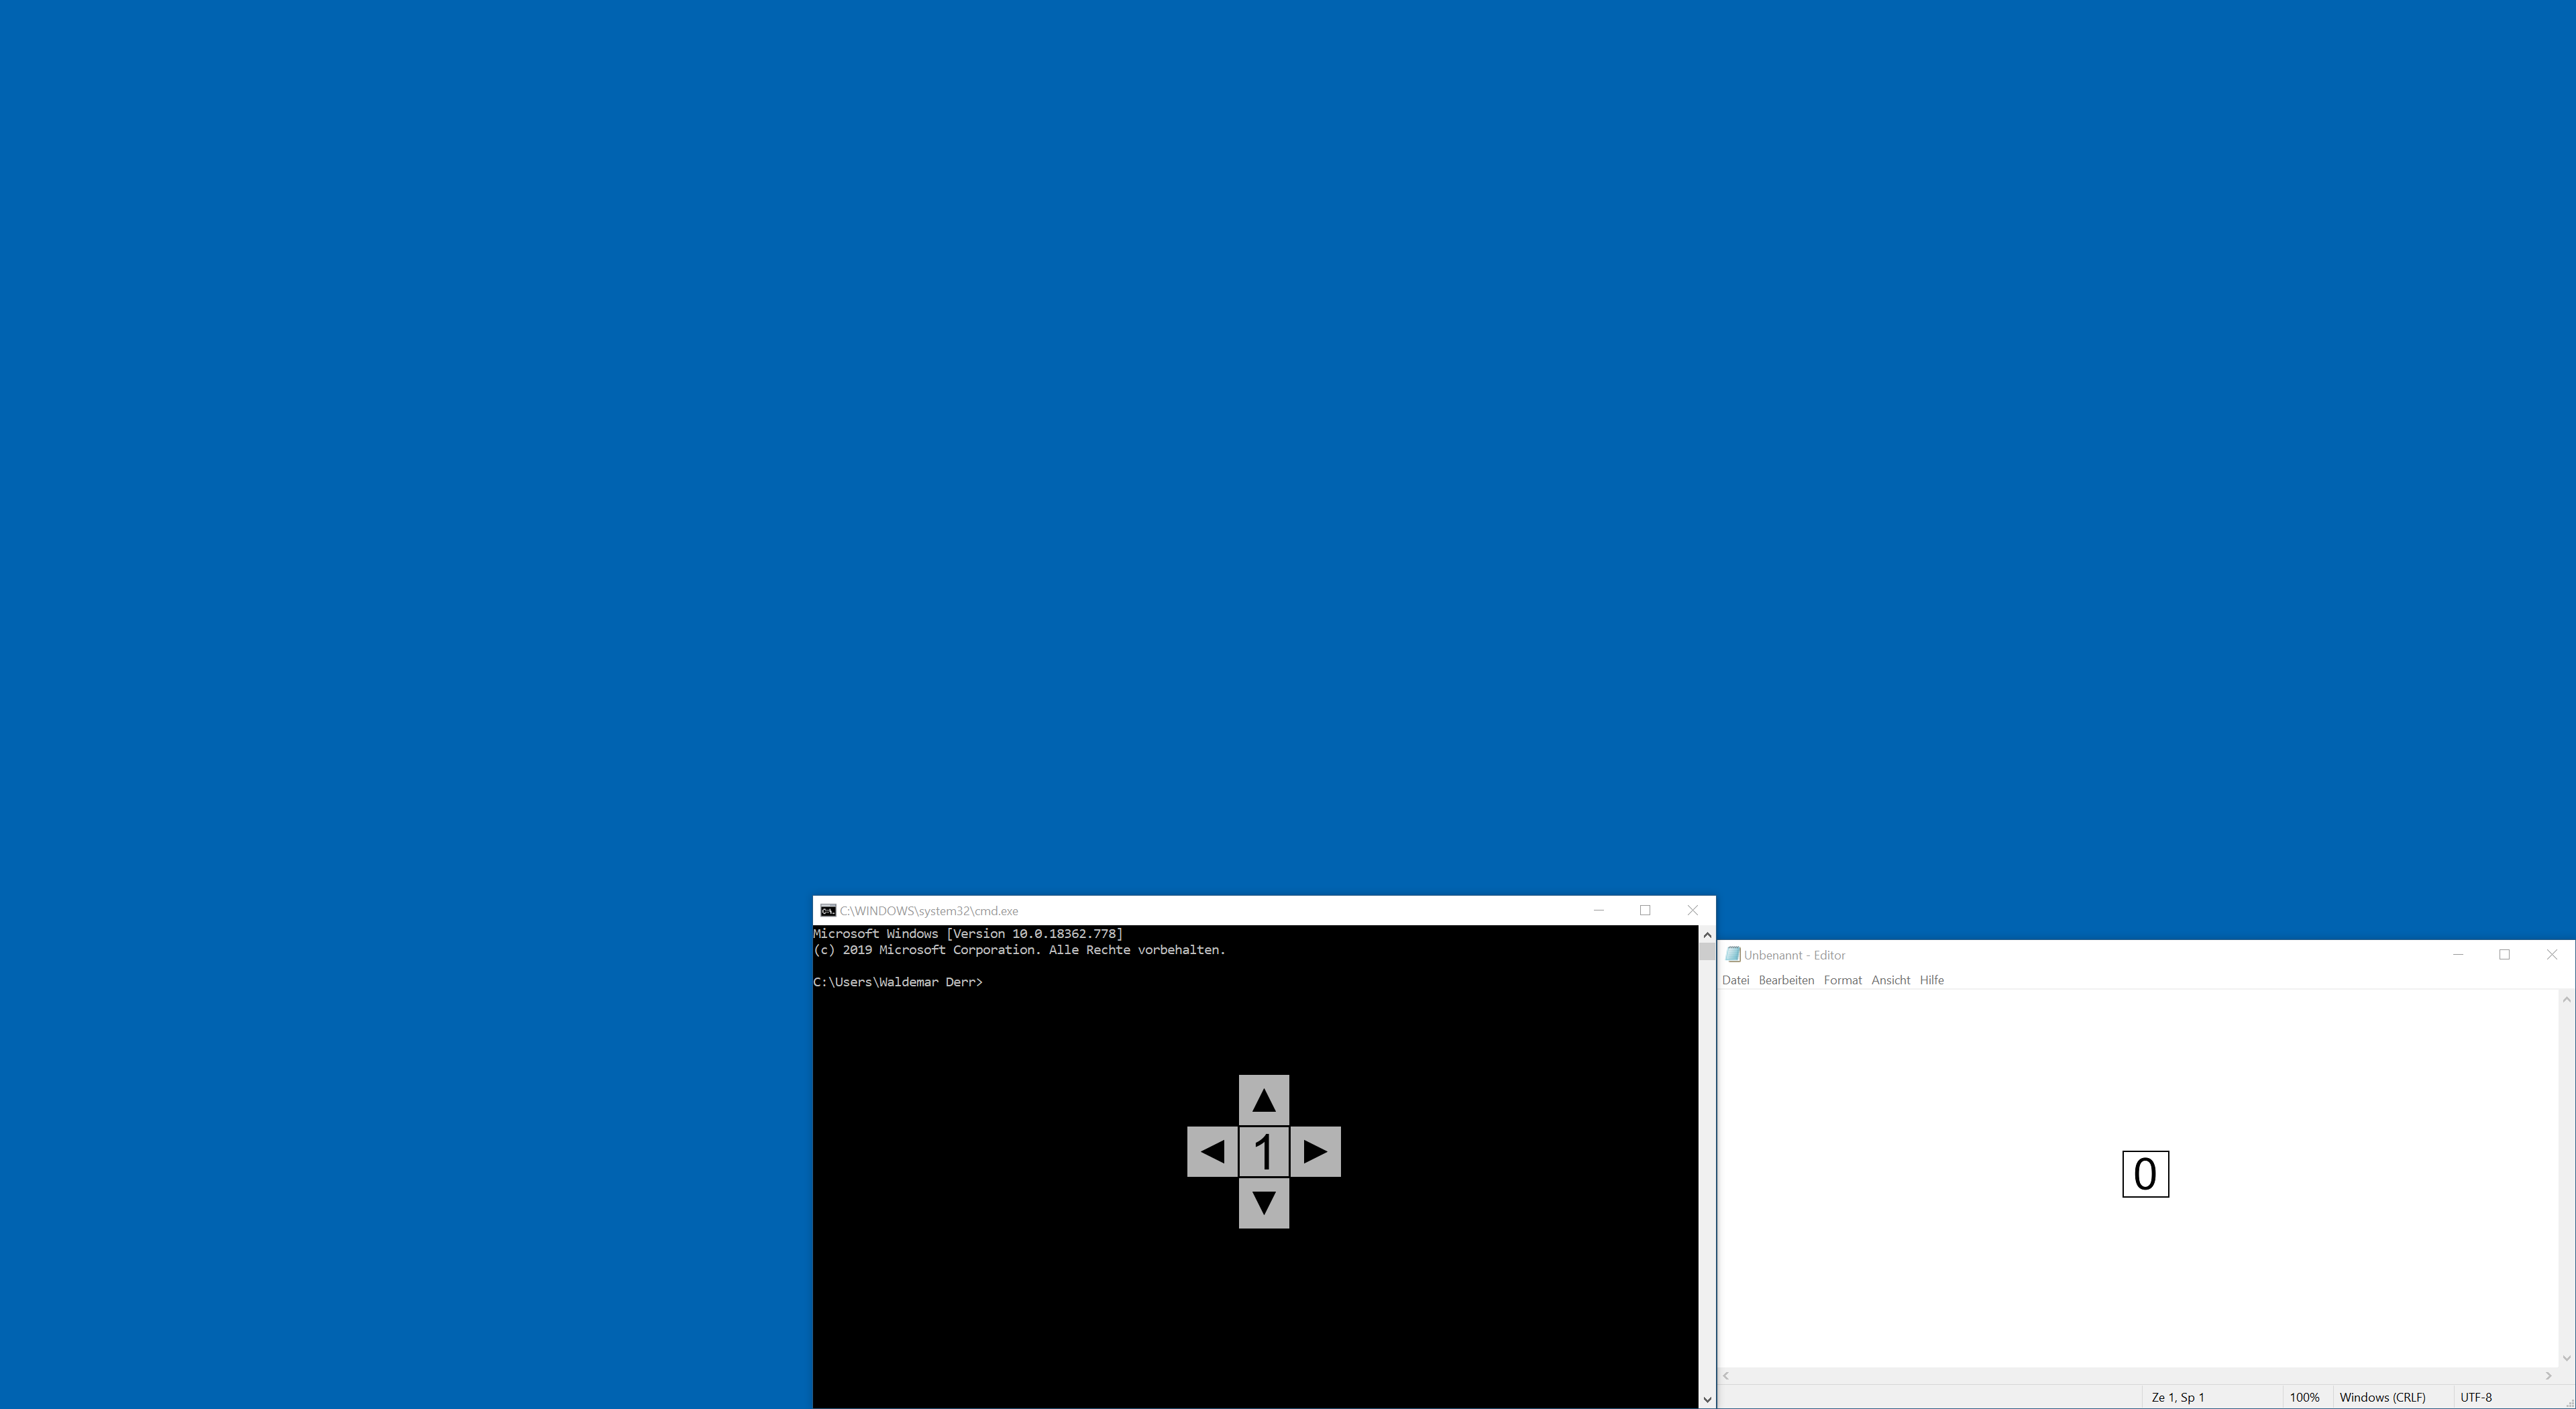 C:\WINDOWS\system32\cmd.exe
Microsoft Windows [Version 10.0.18362.778]
(c) 2019 Microsoft Corporation. Alle Rechte vorbehalten.
C:\Users\Waldemar Derr>
1
Unbenannt - Editor
Datei Bearbeiten Format Ansicht Hilfe
0
Ze 1, Sp 1 100% Windows (CRLF) UTF-8